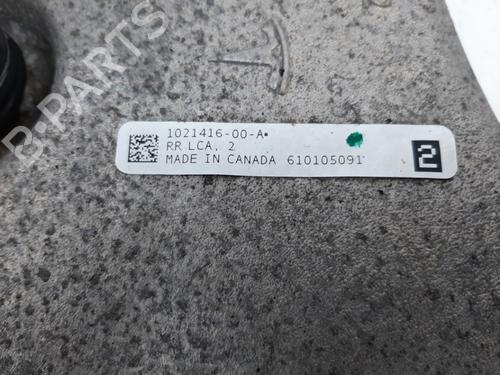 B-PARTS
1021416-00-A•
RR LCA, 2
MADE IN CANADA 610105091
2